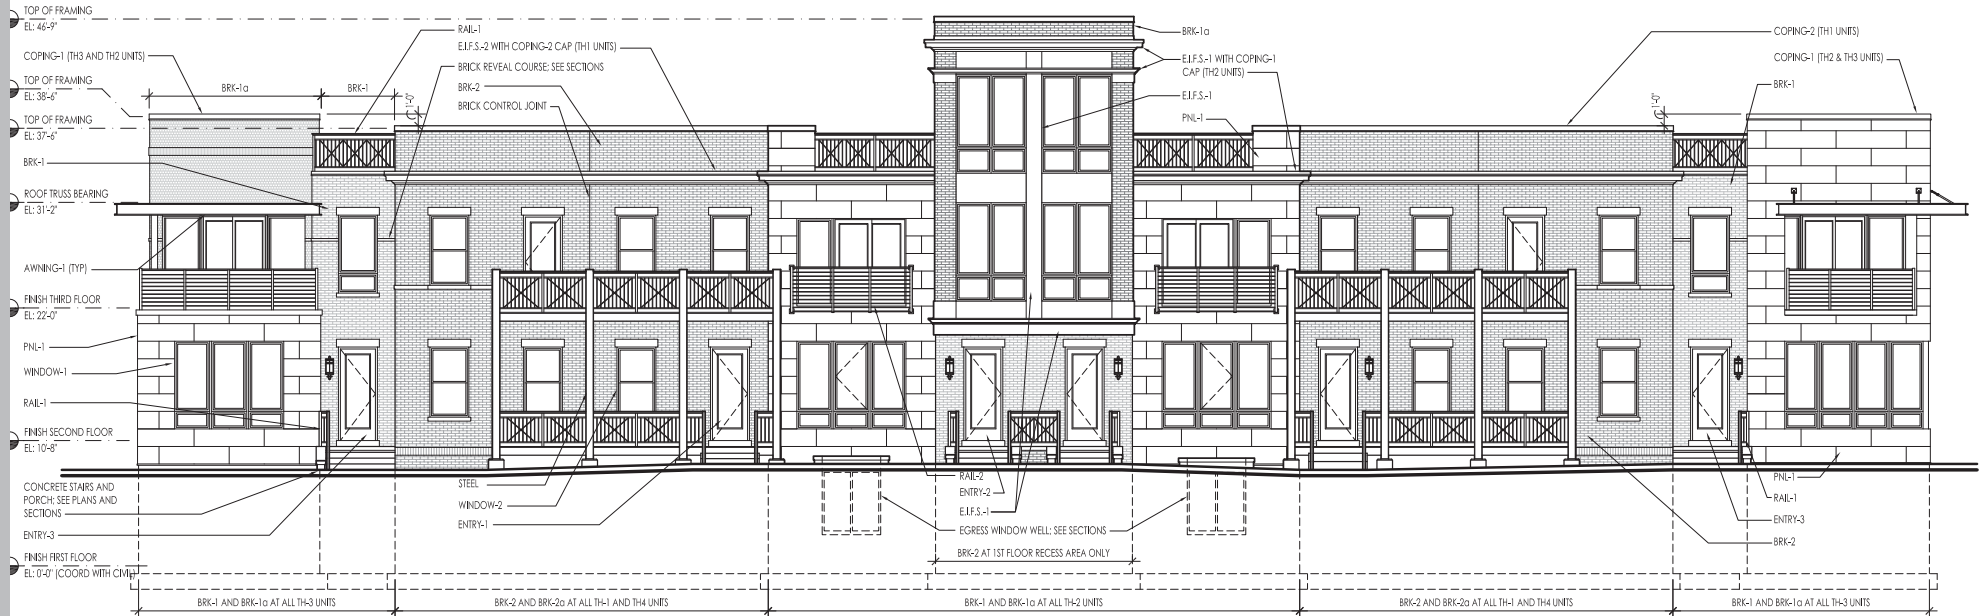 TOP OF FRAMING
EL: 46'-9"
COPING-1 (TH3 AND TH2 UNITS)
TOP OF FRAMING
EL: 38'-6"
TOP OF FRAMING
EL: 37'-6"
BRK-1
ROOF TRUSS BEARING
EL: 31'-2"
AWNING-1 (TYP)
FINISH THIRD FLOOR
EL: 22'-0"
PNL-1
WINDOW-1
RAIL-1
FINISH SECOND FLOOR
EL: 10'-8"
CONCRETE STAIRS AND
PORCH; SEE PLANS AND
SECTIONS
ENTRY-3
FINISH FIRST FLOOR
EL: 0'-0" (COORD WITH CIVIL)
BRK-1a
BRK-1
1'-0"
RAIL-1
E.I.F.S.-2 WITH COPING-2 CAP (TH1 UNITS)
BRICK REVEAL COURSE; SEE SECTIONS
BRK-2
BRICK CONTROL JOINT
BRK-1a
E.I.F.S.-1 WITH COPING-1
CAP (TH2 UNITS)
E.I.F.S.-1
PNL-1
COPING-2 (TH1 UNITS)
COPING-1 (TH2 & TH3 UNITS)
BRK-1
1'-0"
STEEL
WINDOW-2
ENTRY-1
RAIL-2
ENTRY-2
E.I.F.S.-1
EGRESS WINDOW WELL; SEE SECTIONS
BRK-2 AT 1ST FLOOR RECESS AREA ONLY
PNL-1
RAIL-1
ENTRY-3
BRK-2
BRK-1 AND BRK-1a AT ALL TH-3 UNITS
BRK-2 AND BRK-2a AT ALL TH-1 AND TH4 UNITS
BRK-1 AND BRK-1a AT ALL TH-2 UNITS
BRK-2 AND BRK-2a AT ALL TH-1 AND TH4 UNITS
BRK-1 AND BRK-1a AT ALL TH-3 UNITS